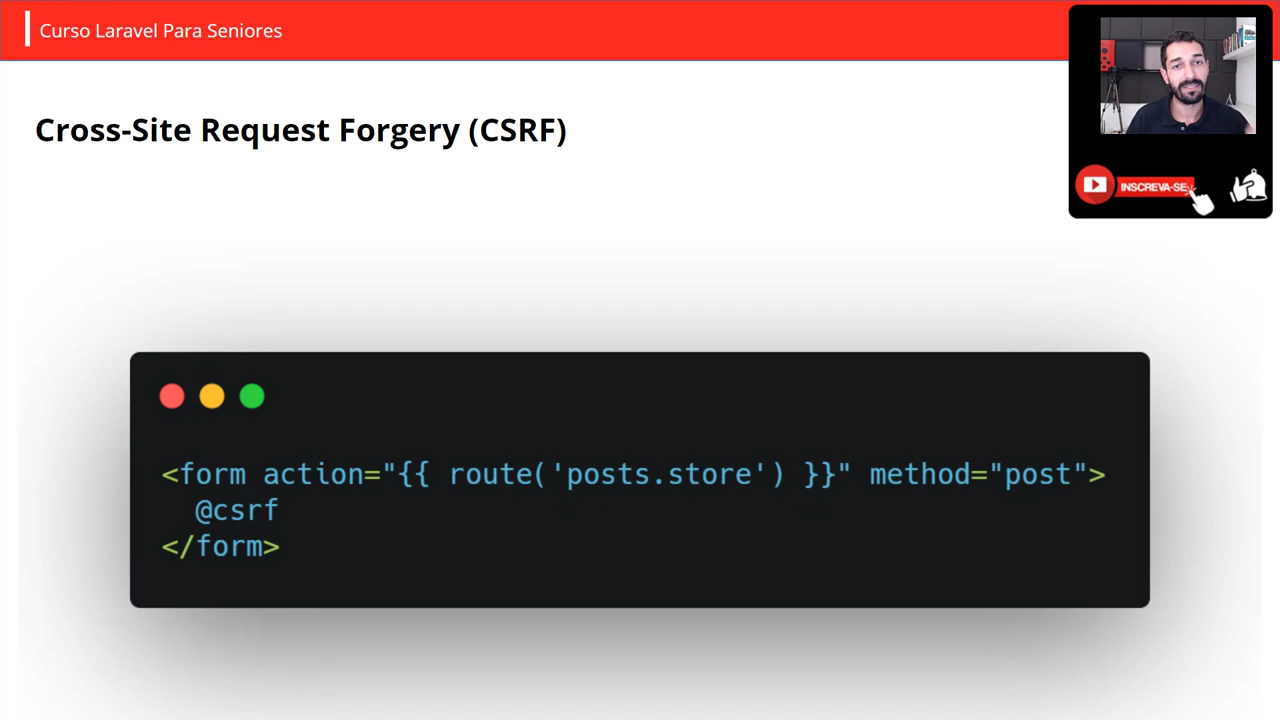 Curso Laravel Para Seniores
Cross-Site Request Forgery (CSRF)
INSCREVA-SE
<form action="{{ route('posts.store') }}" method="post">
@csrf
</form>